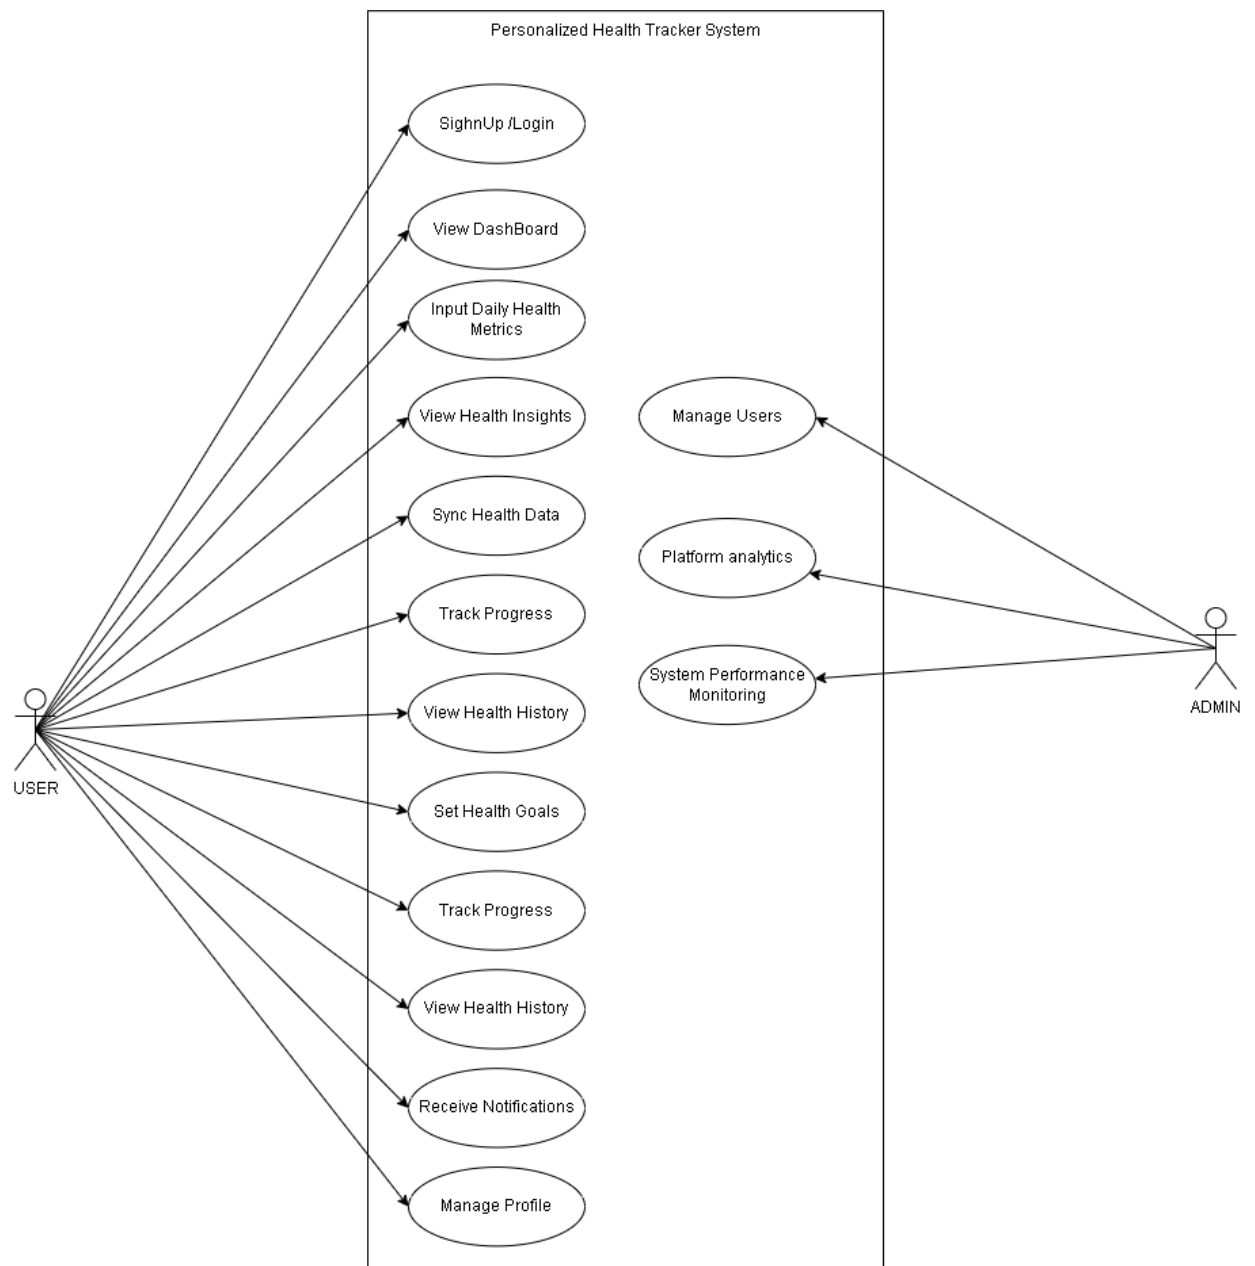 Personalized Health Tracker System
SighnUp /Login
View DashBoard
Input Daily Health
Metrics
View Health Insights
Manage Users
Sync Health Data
Platform analytics
Track Progress
System Performance
Monitoring
View Health History
ADMIN
USER
Set Health Goals
Track Progress
View Health History
Receive Notifications
Manage Profile